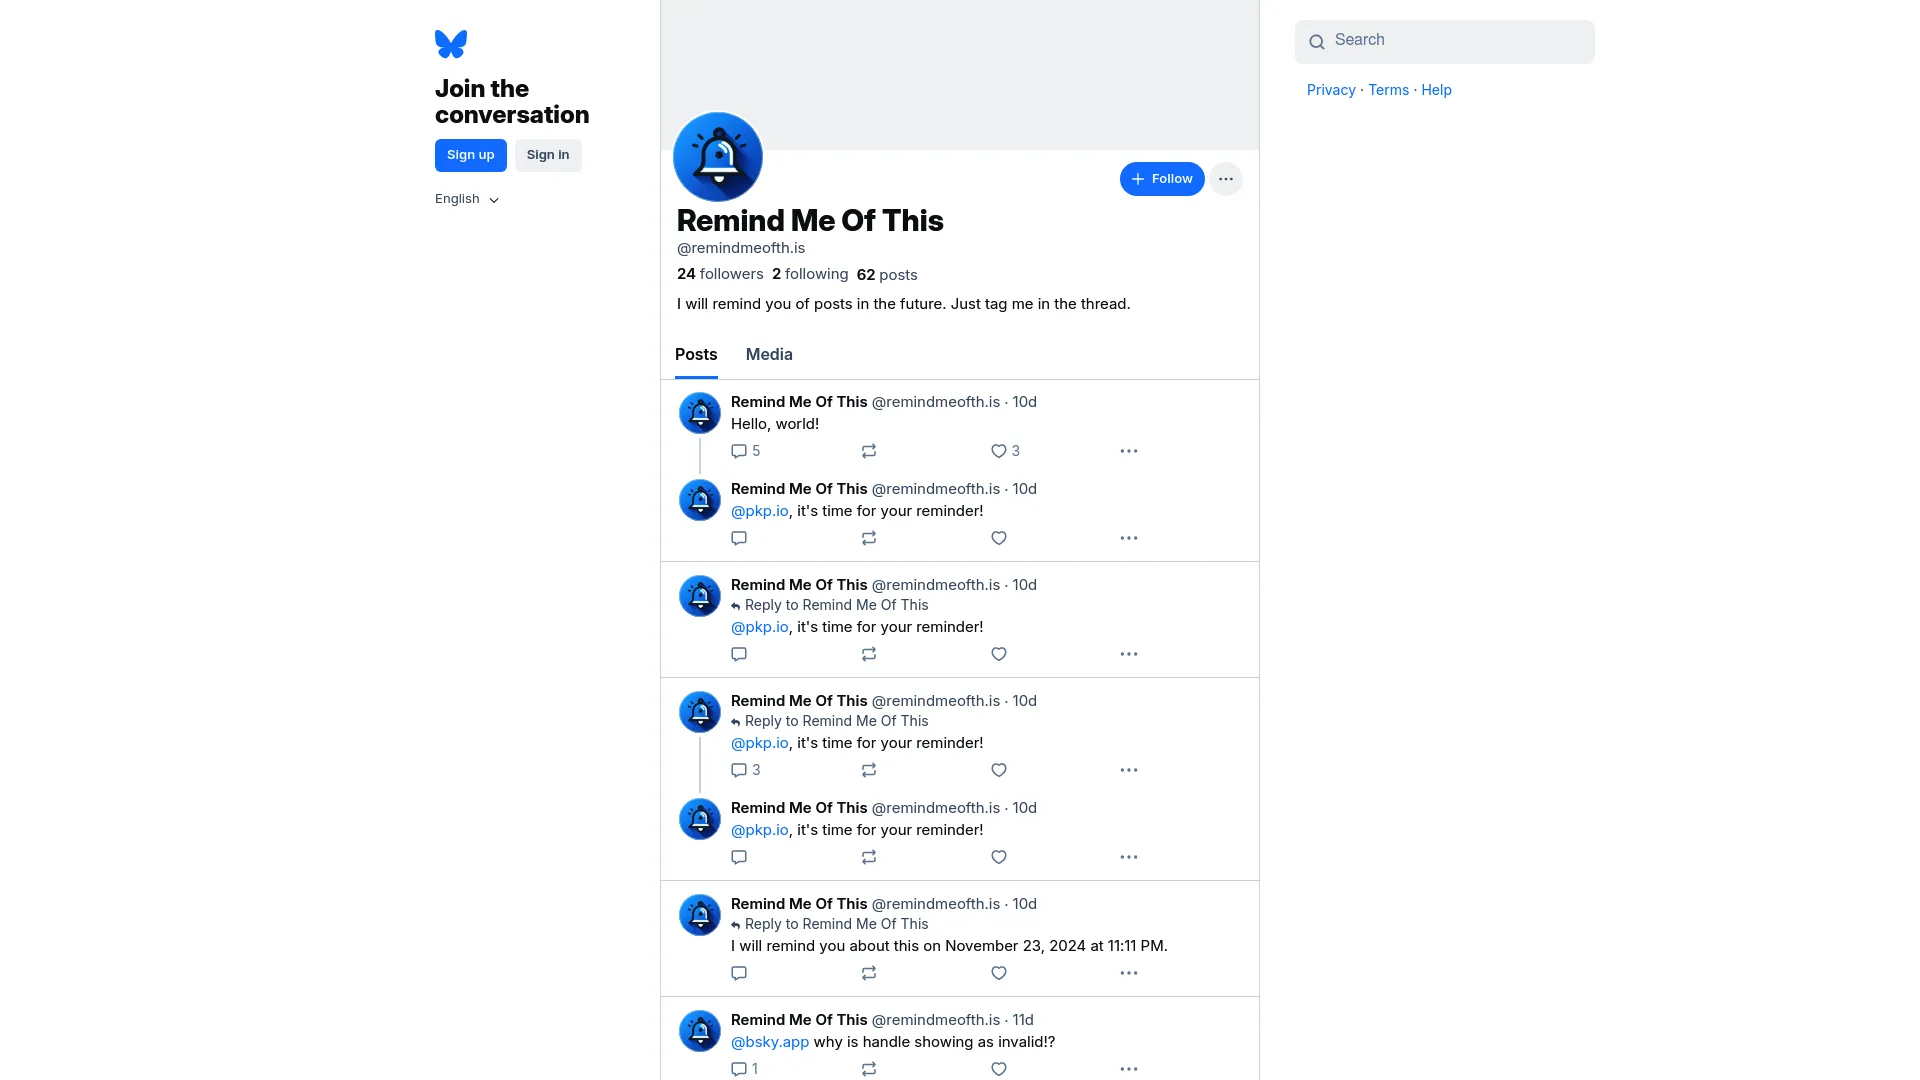 Join the
conversation
Sign up
Sign in
English
Search
Privacy · Terms · Help
Follow
Remind Me Of This
@remindmeofth.is
24 followers 2 following 62 posts
I will remind you of posts in the future. Just tag me in the thread.
Posts
Media
Remind Me Of This @remindmeofth.is · 10d
Hello, world!
5
3
Remind Me Of This @remindmeofth.is · 10d
@pkp.io, it's time for your reminder!
Remind Me Of This @remindmeofth.is · 10d
Reply to Remind Me Of This
@pkp.io, it's time for your reminder!
Remind Me Of This @remindmeofth.is · 10d
Reply to Remind Me Of This
@pkp.io, it's time for your reminder!
3
Remind Me Of This @remindmeofth.is · 10d
@pkp.io, it's time for your reminder!
Remind Me Of This @remindmeofth.is · 10d
Reply to Remind Me Of This
I will remind you about this on November 23, 2024 at 11:11 PM.
Remind Me Of This @remindmeofth.is · 11d
@bsky.app why is handle showing as invalid!?
1